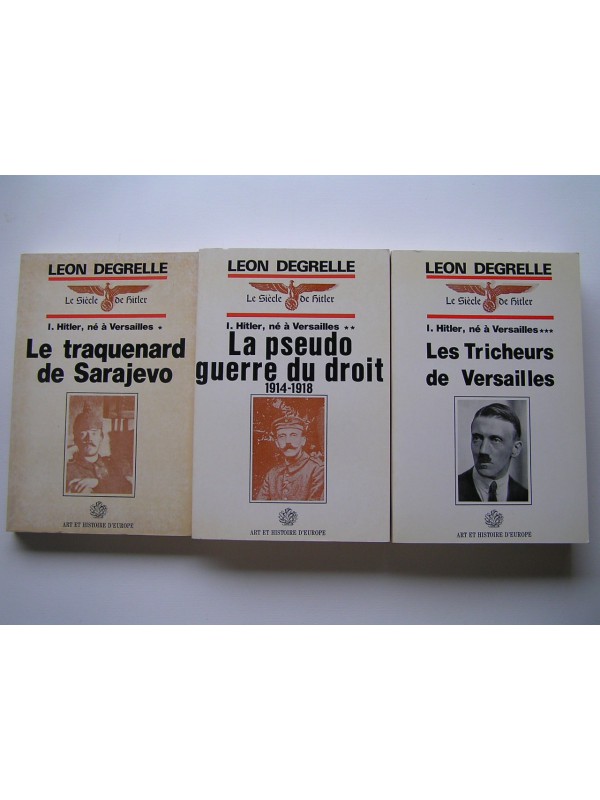 LEON DEGRELLE
Le Siècle de Hitler
I. Hitler, né à Versailles *
Le traquenard
de Sarajevo
ART ET HISTOIRE D'EUROPE
LEON DEGRELLE
Le Siècle de Hitler
I. Hitler, né à Versailles **
La pseudo
guerre du droit
1914-1918
ART ET HISTOIRE D'EUROPE
LEON DEGRELLE
Le Siècle de Hitler
I. Hitler, né à Versailles***
Les Tricheurs
de Versailles
ART ET HISTOIRE D'EUROPE